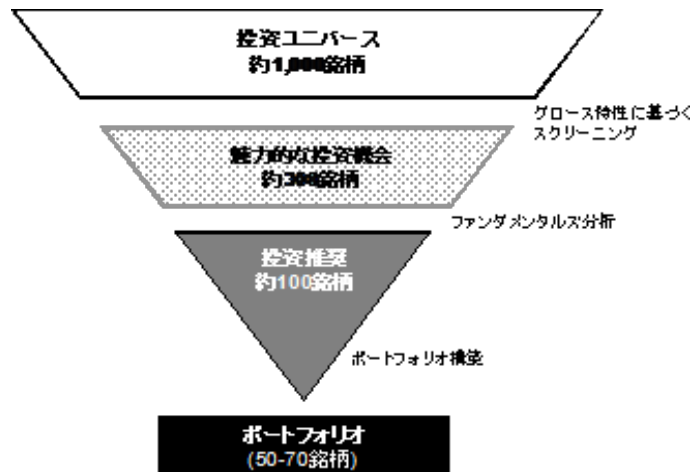 投資ユニバース
約1,000銘柄
グロース特性に基づく
スクリーニング
魅力的な投資機会
約300銘柄
ファンダメンタルズ分析
投資推奨
約100銘柄
ポートフォリオ構築
ポートフォリオ
(50-70銘柄)